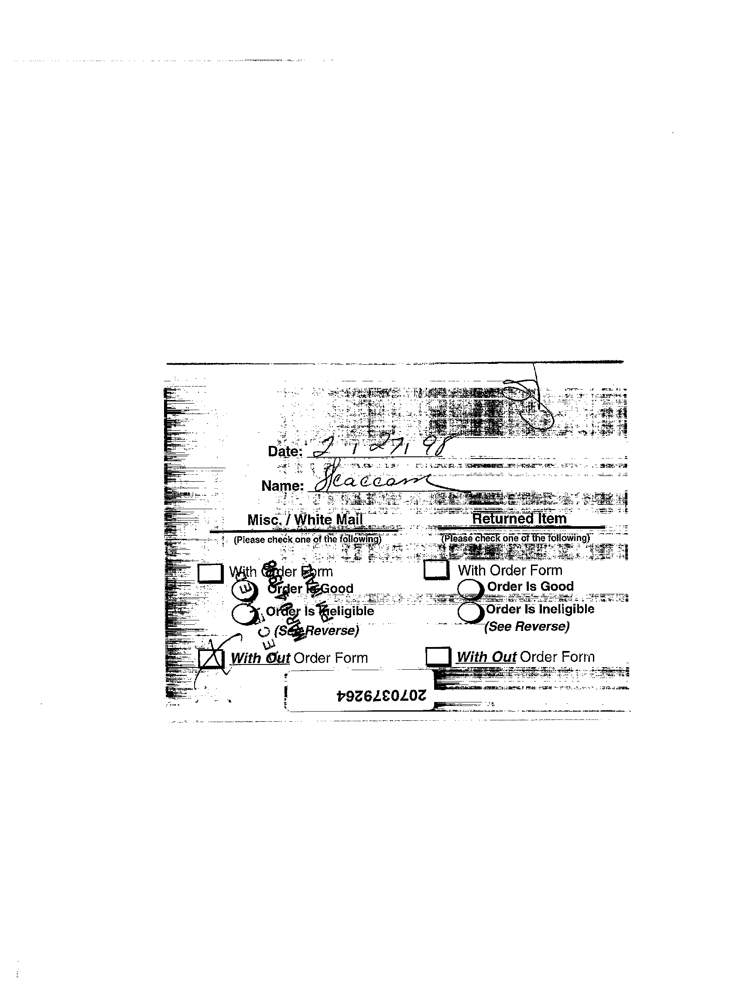 Date: 2 / 27 / 98
Name:
Misc. / White Mail
(Please check one of the following)
With Order Form
Order Is Good
Order Is Ineligible
(See Reverse)
With Out Order Form
Returned Item
(Please check one of the following)
With Order Form
Order Is Good
Order Is Ineligible
(See Reverse)
With Out Order Form
2070379264